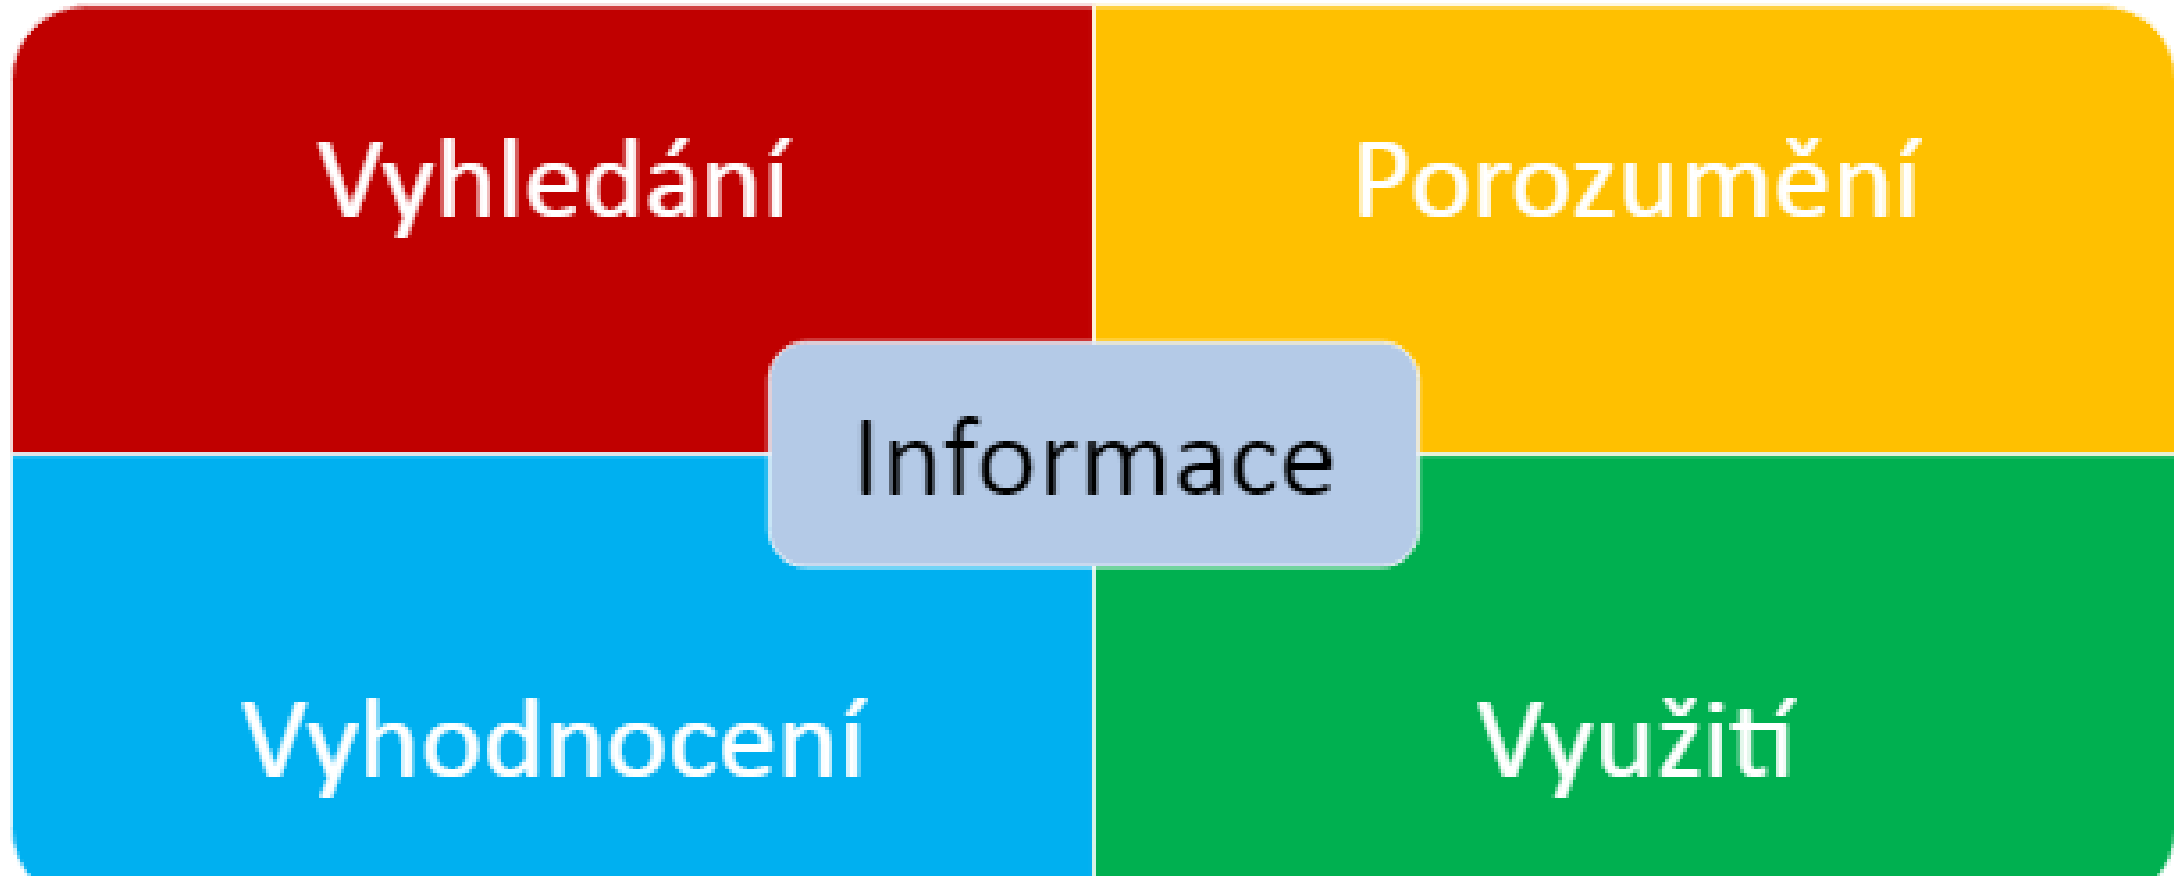 Vyhledání
Porozumění
Informace
Vyhodnocení
Využití